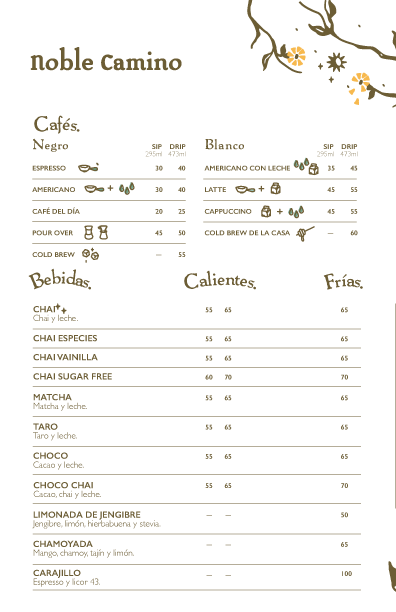 noble camino
Cafés.
Negro SIP DRIP
295ml 473ml
ESPRESSO 30 40
AMERICANO + 30 40
CAFÉ DEL DÍA 20 25
POUR OVER 45 50
COLD BREW — 55
Blanco SIP DRIP
295ml 473ml
AMERICANO CON LECHE 35 45
LATTE + 45 55
CAPPUCCINO + 45 55
COLD BREW DE LA CASA — 60
Bebidas. Calientes. Frías.
CHAI 55 65 65
Chai y leche.
CHAI ESPECIES 55 65 65
CHAI VAINILLA 55 65 65
CHAI SUGAR FREE 60 70 70
MATCHA 55 65 65
Matcha y leche.
TARO 55 65 65
Taro y leche.
CHOCO 55 65 65
Cacao y leche.
CHOCO CHAI 55 65 70
Cacao, chai y leche.
LIMONADA DE JENGIBRE — — 50
Jengibre, limón, hierbabuena y stevia.
CHAMOYADA — — 65
Mango, chamoy, tajín y limón.
CARAJILLO — — 100
Espresso y licor 43.